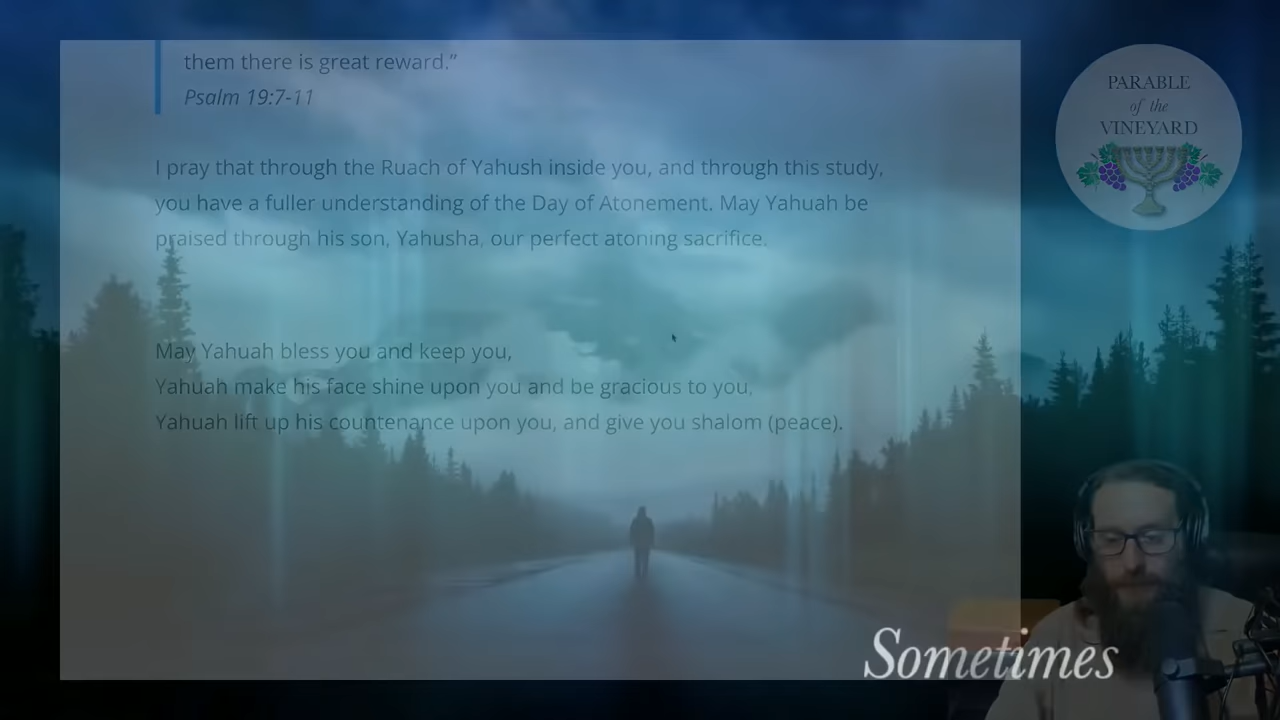 them there is great reward.”
Psalm 19:7-11
PARABLE
of the
VINEYARD
I pray that through the Ruach of Yahush inside you, and through this study,
you have a fuller understanding of the Day of Atonement. May Yahuah be
praised through his son, Yahusha, our perfect atoning sacrifice.
May Yahuah bless you and keep you,
Yahuah make his face shine upon you and be gracious to you,
Yahuah lift up his countenance upon you, and give you shalom (peace).
Sometimes